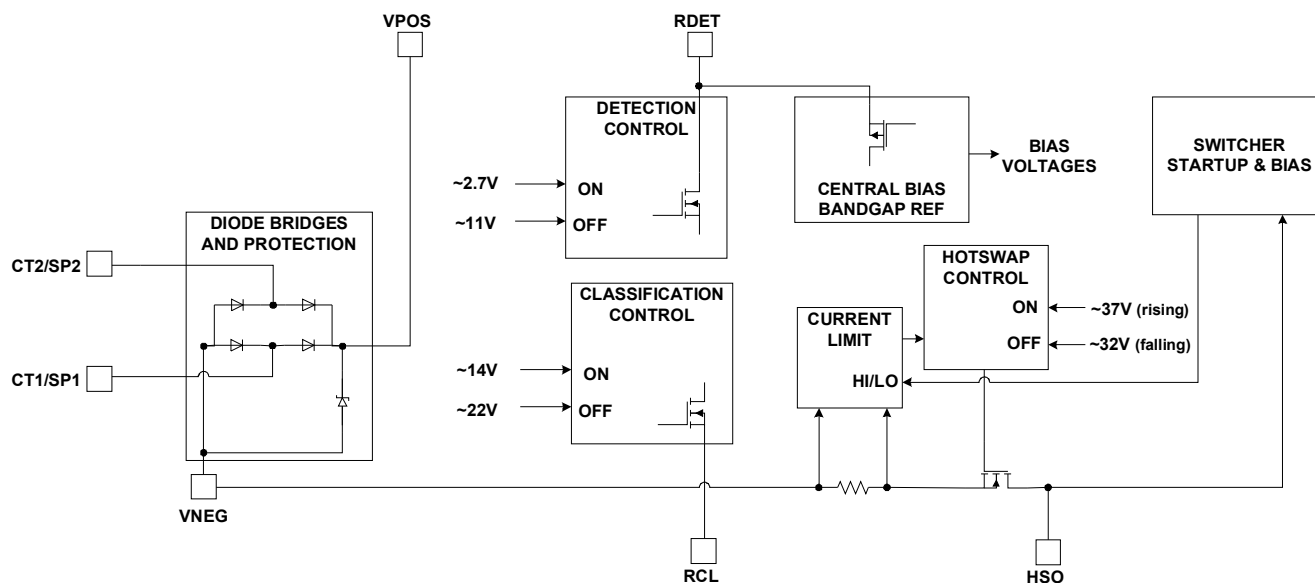 VPOS
RDET
DETECTION
CONTROL
~2.7V
ON
~11V
OFF
CENTRAL BIAS
BANDGAP REF
BIAS
VOLTAGES
SWITCHER
STARTUP & BIAS
DIODE BRIDGES
AND PROTECTION
CT2/SP2
CT1/SP1
VNEG
CLASSIFICATION
CONTROL
~14V
ON
~22V
OFF
RCL
CURRENT
LIMIT
HI/LO
HOTSWAP
CONTROL
ON
~37V (rising)
OFF
~32V (falling)
HSO